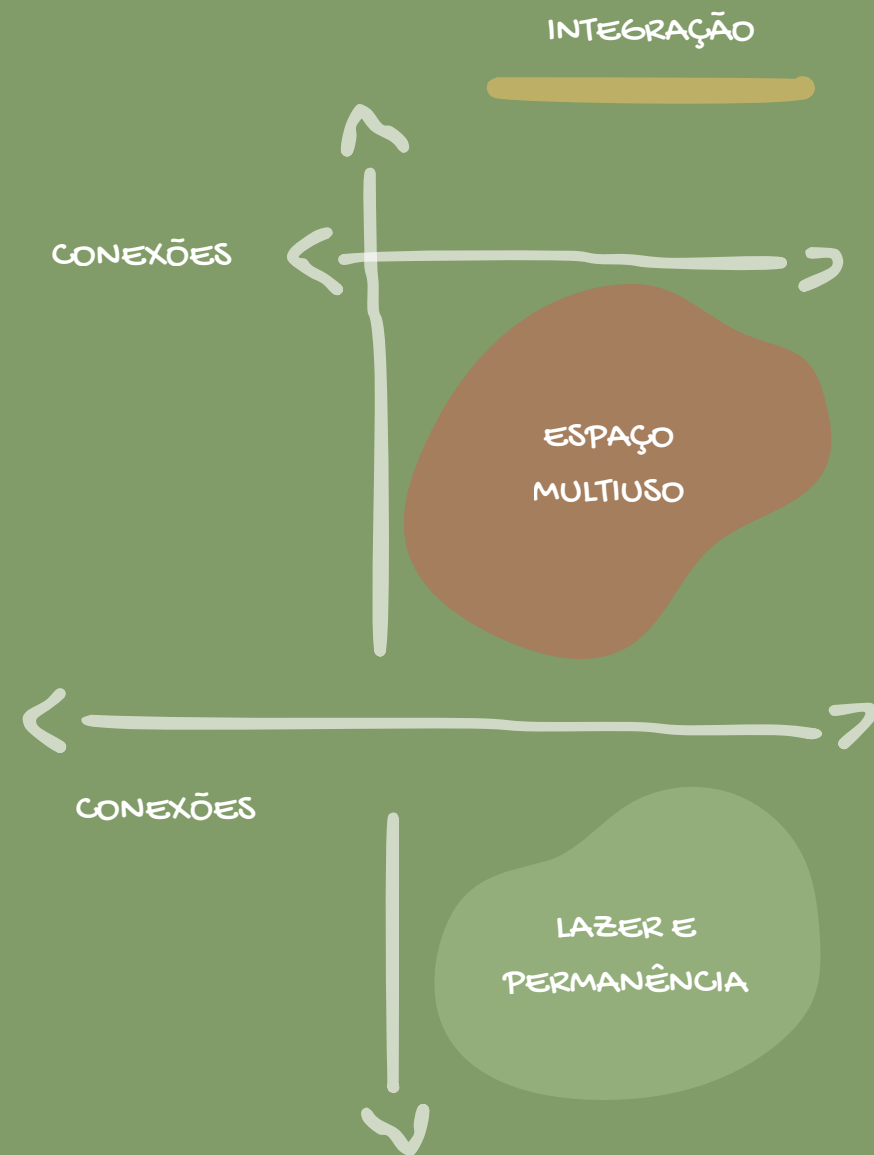 INTEGRAÇÃO
CONEXÕES
ESPAÇO
MULTIUSO
CONEXÕES
LAZER E
PERMANÊNCIA